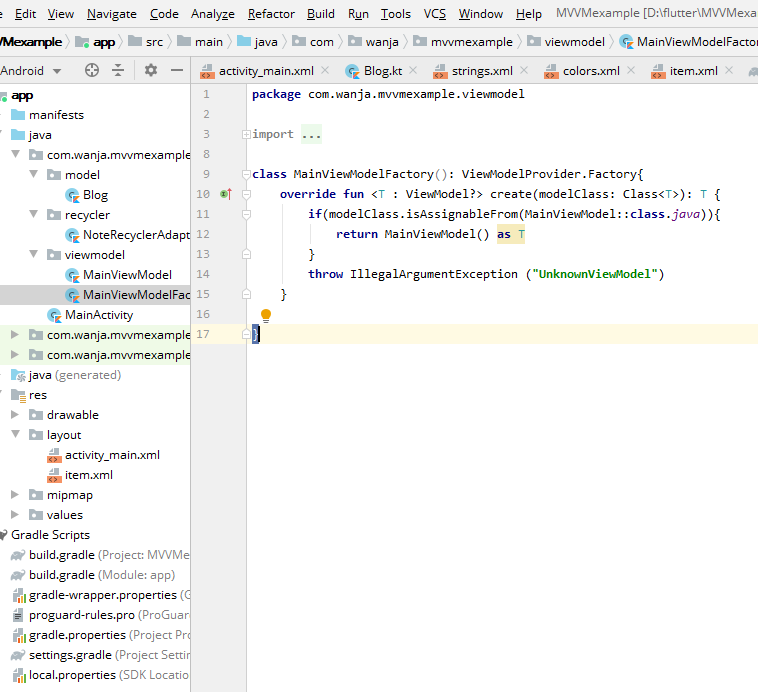 Edit View Navigate Code Analyze Refactor Build Run Tools VCS Window Help MVVMexample [D:\flutter\MVVMexa
VMexample app src main java com wanja mvvmexample viewmodel MainViewModelFactor
Android activity_main.xml Blog.kt strings.xml colors.xml item.xml
app
manifests
java
com.wanja.mvvmexample
model
Blog
recycler
NoteRecyclerAdapt
viewmodel
MainViewModel
MainViewModelFac
MainActivity
com.wanja.mvvmexample
com.wanja.mvvmexample
java (generated)
res
drawable
layout
activity_main.xml
item.xml
mipmap
values
Gradle Scripts
build.gradle (Project: MVVMe
build.gradle (Module: app)
gradle-wrapper.properties (G
proguard-rules.pro (ProGuar
gradle.properties (Project Pro
settings.gradle (Project Settin
local.properties (SDK Locatio
1 package com.wanja.mvvmexample.viewmodel
2
3 import ...
8
9 class MainViewModelFactory(): ViewModelProvider.Factory{
10 override fun <T : ViewModel?> create(modelClass: Class<T>): T {
11 if(modelClass.isAssignableFrom(MainViewModel::class.java)){
12 return MainViewModel() as T
13 }
14 throw IllegalArgumentException ("UnknownViewModel")
15 }
16
17 }